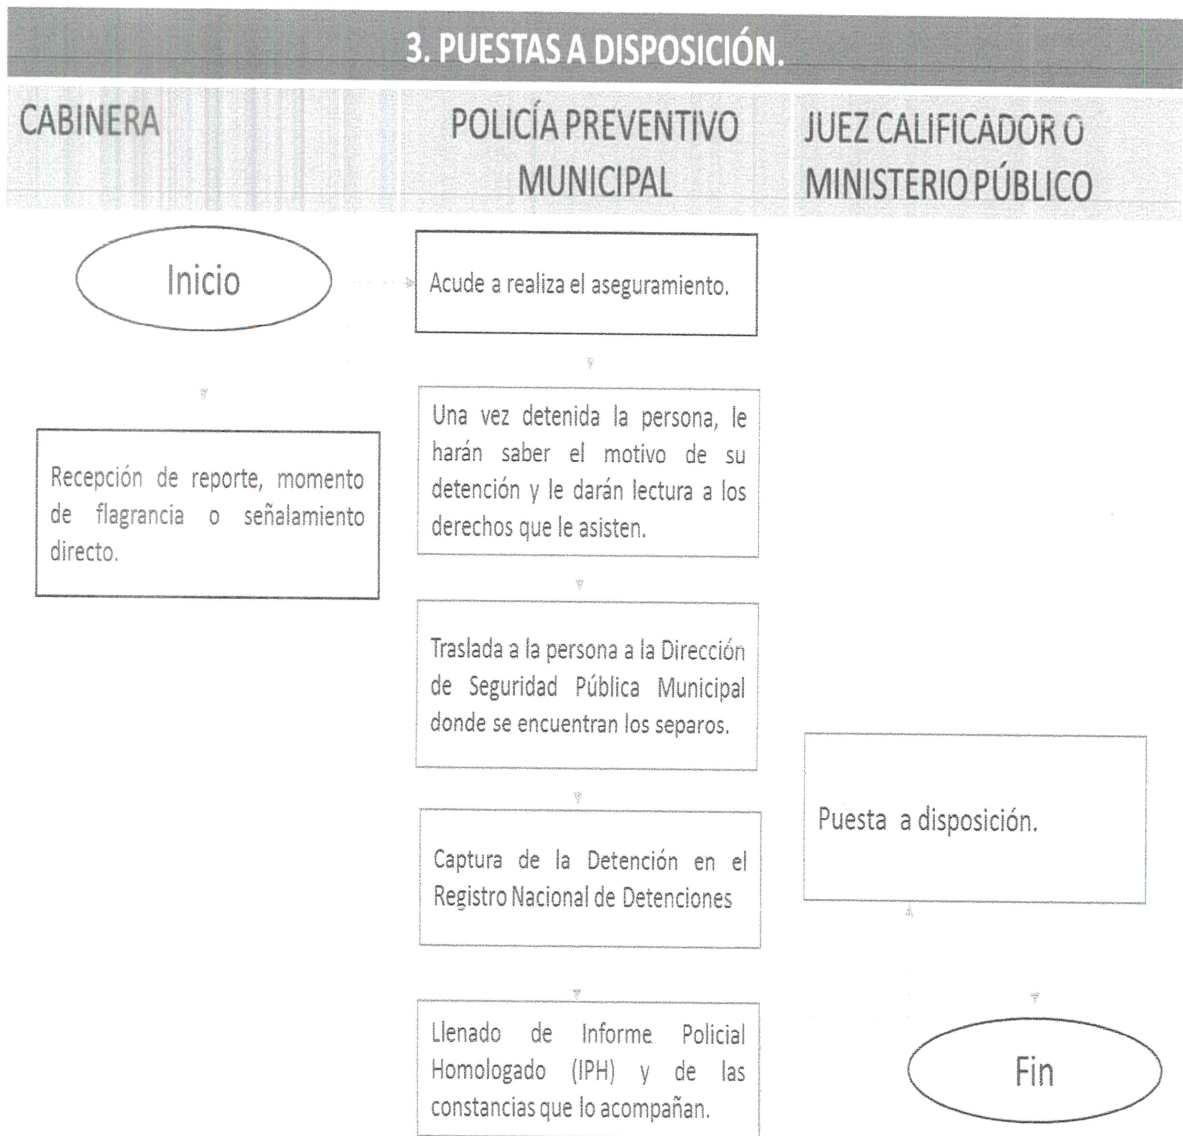 3. PUESTAS A DISPOSICIÓN.
CABINERA
POLICÍA PREVENTIVO
MUNICIPAL
JUEZ CALIFICADOR O
MINISTERIO PÚBLICO
Inicio
Recepción de reporte, momento
de flagrancia o señalamiento
directo.
Acude a realiza el aseguramiento.
Una vez detenida la persona, le
harán saber el motivo de su
detención y le darán lectura a los
derechos que le asisten.
Traslada a la persona a la Dirección
de Seguridad Pública Municipal
donde se encuentran los separos.
Captura de la Detención en el
Registro Nacional de Detenciones
Llenado de Informe Policial
Homologado (IPH) y de las
constancias que lo acompañan.
Puesta a disposición.
Fin